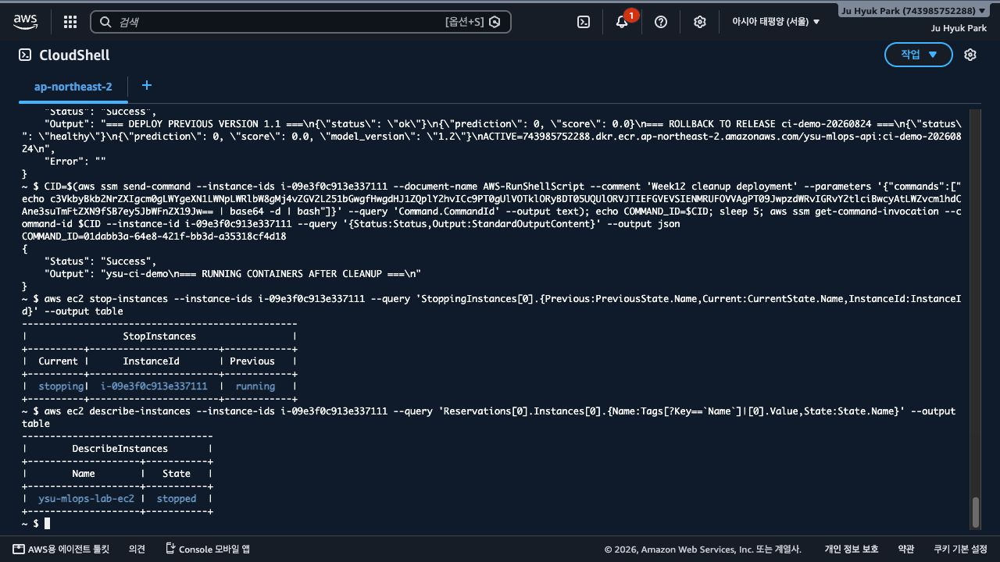 aws
검색
[옵션+S]
1
아시아 태평양 (서울) ▼
Ju Hyuk Park (743985752288) ▼
Ju Hyuk Park
CloudShell
작업 ▼
ap-northeast-2
+
    "Status": "Success",
    "Output": "=== DEPLOY PREVIOUS VERSION 1.1 ===\n{\"status\": \"ok\"}\n{\"prediction\": 0, \"score\": 0.0}\n=== ROLLBACK TO RELEASE ci-demo-20260824 ===\n{\"status\
": \"healthy\"}\n{\"prediction\": 0, \"score\": 0.0, \"model_version\": \"1.2\"}\nACTIVE=743985752288.dkr.ecr.ap-northeast-2.amazonaws.com/ysu-mlops-api:ci-demo-202608
24\n",
    "Error": ""
}
~ $ CID=$(aws ssm send-command --instance-ids i-09e3f0c913e337111 --document-name AWS-RunShellScript --comment 'Week12 cleanup deployment' --parameters '{"commands":["
--query 'Command.CommandId' --output text); echo COMMAND_ID=$CID; sleep 5; aws ssm get-command-invocation --c
ommand-id $CID --instance-id i-09e3f0c913e337111 --query '{Status:Status,Output:StandardOutputContent}' --output json
COMMAND_ID=01dabb3a-64e8-421f-bb3d-a35318cf4d18
{
    "Status": "Success",
    "Output": "ysu-ci-demo\n=== RUNNING CONTAINERS AFTER CLEANUP ===\n"
}
~ $ aws ec2 stop-instances --instance-ids i-09e3f0c913e337111 --query 'StoppingInstances[0].{Previous:PreviousState.Name,Current:CurrentState.Name,InstanceId:InstanceI
d}' --output table
------------------------------------------------
|                StopInstances                 |
+----------+----------------------+------------+
|  Current |      InstanceId      | Previous   |
+----------+----------------------+------------+
|  stopping|  i-09e3f0c913e337111 |  running   |
+----------+----------------------+------------+
~ $ aws ec2 describe-instances --instance-ids i-09e3f0c913e337111 --query 'Reservations[0].Instances[0].{Name:Tags[?Key==`Name`]|[0].Value,State:State.Name}' --output
table
----------------------------------
|        DescribeInstances       |
+--------------------+-----------+
|        Name        |   State   |
+--------------------+-----------+
|  ysu-mlops-lab-ec2 |  stopped  |
+--------------------+-----------+
~ $
AWS용 에이전트 툴킷
의견
Console 모바일 앱
© 2026, Amazon Web Services, Inc. 또는 계열사.
개인 정보 보호
약관
쿠키 기본 설정